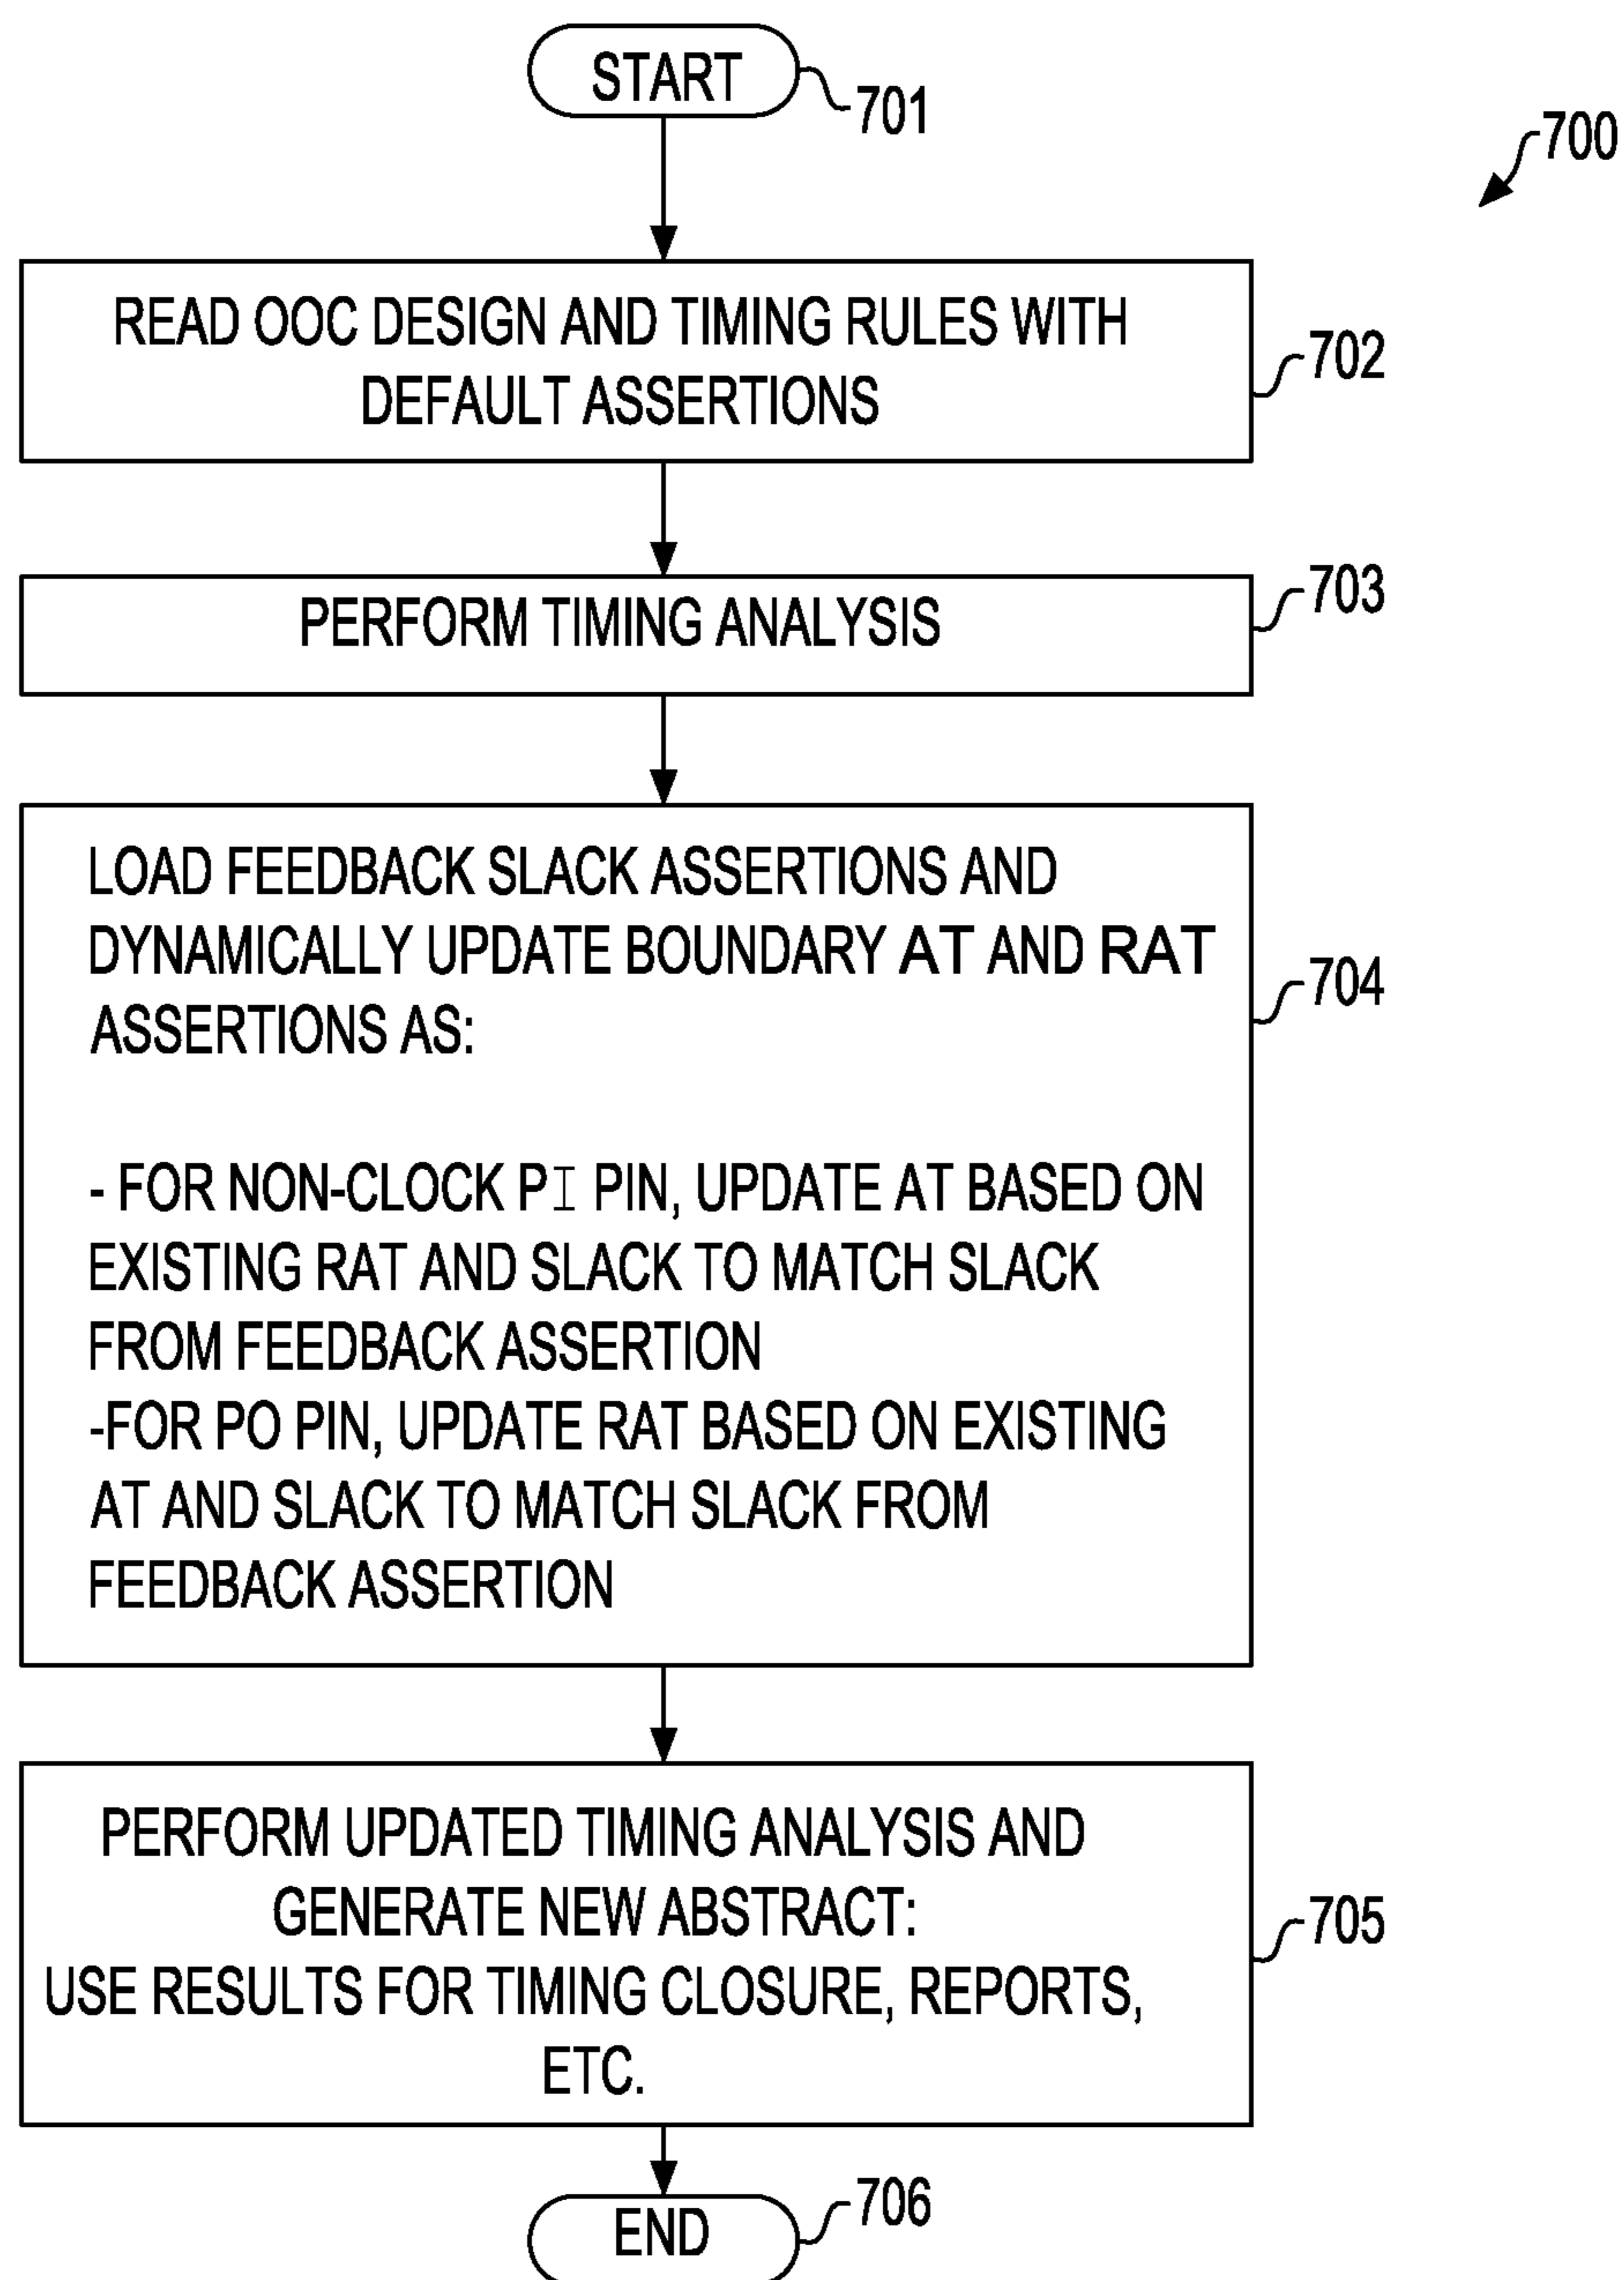 START
701
700
READ OOC DESIGN AND TIMING RULES WITH
DEFAULT ASSERTIONS
702
PERFORM TIMING ANALYSIS
703
LOAD FEEDBACK SLACK ASSERTIONS AND
DYNAMICALLY UPDATE BOUNDARY AT AND RAT
ASSERTIONS AS:
704
- FOR NON-CLOCK PI PIN, UPDATE AT BASED ON
EXISTING RAT AND SLACK TO MATCH SLACK
FROM FEEDBACK ASSERTION
-FOR PO PIN, UPDATE RAT BASED ON EXISTING
AT AND SLACK TO MATCH SLACK FROM
FEEDBACK ASSERTION
PERFORM UPDATED TIMING ANALYSIS AND
GENERATE NEW ABSTRACT:
USE RESULTS FOR TIMING CLOSURE, REPORTS,
ETC.
705
END
706